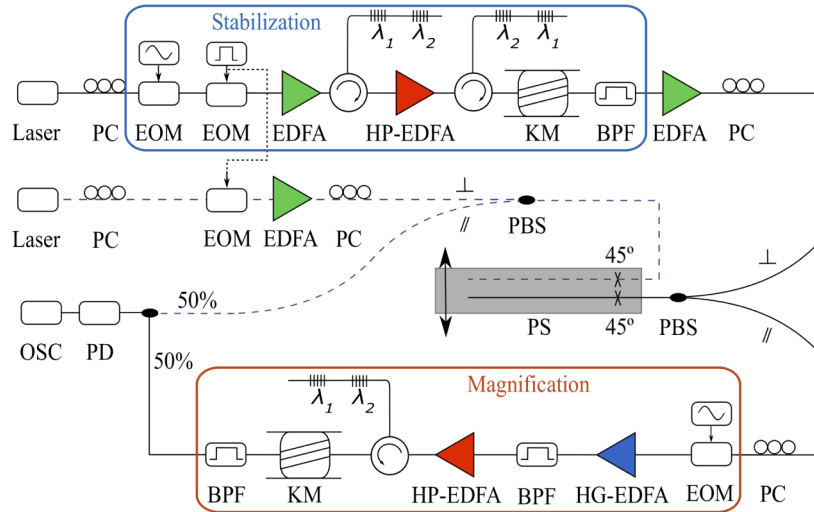 Stabilization
λ1 λ2 λ2 λ1
Laser PC EOM EOM EDFA HP-EDFA KM BPF EDFA PC
⊥
Laser PC EOM EDFA PC // PBS
45º ⊥
50%
OSC PD PS 45º PBS //
50%
Magnification
λ1 λ2
BPF KM HP-EDFA BPF HG-EDFA EOM PC